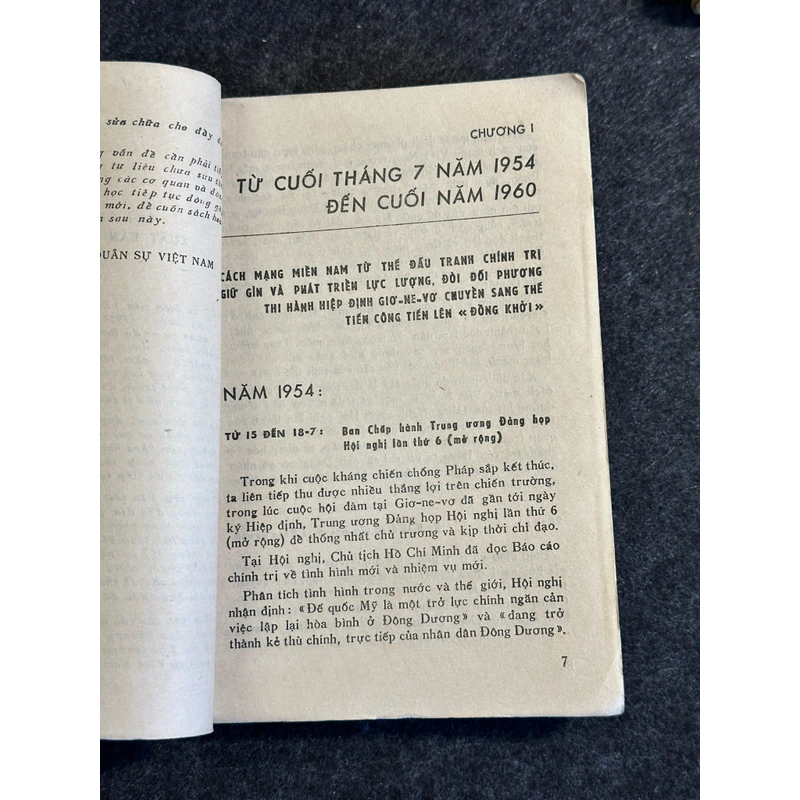 sửa chữa cho đầy
vấn đề cần phải
tư liệu chưa sưu
các cơ quan và
học tiếp tục đóng
mới, để cuốn sách
sau này.
QUÂN SỰ VIỆT NAM
CHƯƠNG I
TỪ CUỐI THÁNG 7 NĂM 1954
ĐẾN CUỐI NĂM 1960
CÁCH MẠNG MIỀN NAM TỪ THẾ ĐẤU TRANH CHÍNH TRỊ
GIỮ GÌN VÀ PHÁT TRIỂN LỰC LƯỢNG, ĐÒI ĐỐI PHƯƠNG
THI HÀNH HIỆP ĐỊNH GIƠ-NE-VƠ CHUYỂN SANG THẾ
TIẾN CÔNG TIẾN LÊN « ĐỒNG KHỞI »
NĂM 1954 :
TỪ 15 ĐẾN 18-7 : Ban Chấp hành Trung ương Đảng họp
Hội nghị lần thứ 6 (mở rộng)
Trong khi cuộc kháng chiến chống Pháp sắp kết thúc,
ta liên tiếp thu được nhiều thắng lợi trên chiến trường,
trong lúc cuộc hội đàm tại Giơ-ne-vơ đã gần tới ngày
ký Hiệp định, Trung ương Đảng họp Hội nghị lần thứ 6
(mở rộng) để thống nhất chủ trương và kịp thời chỉ đạo.
Tại Hội nghị, Chủ tịch Hồ Chí Minh đã đọc Báo cáo
chính trị về tình hình mới và nhiệm vụ mới.
Phân tích tình hình trong nước và thế giới, Hội nghị
nhận định : «Đế quốc Mỹ là một trở lực chính ngăn cản
việc lập lại hòa bình ở Đông Dương» và «đang trở
thành kẻ thù chính, trực tiếp của nhân dân Đông Dương».
7